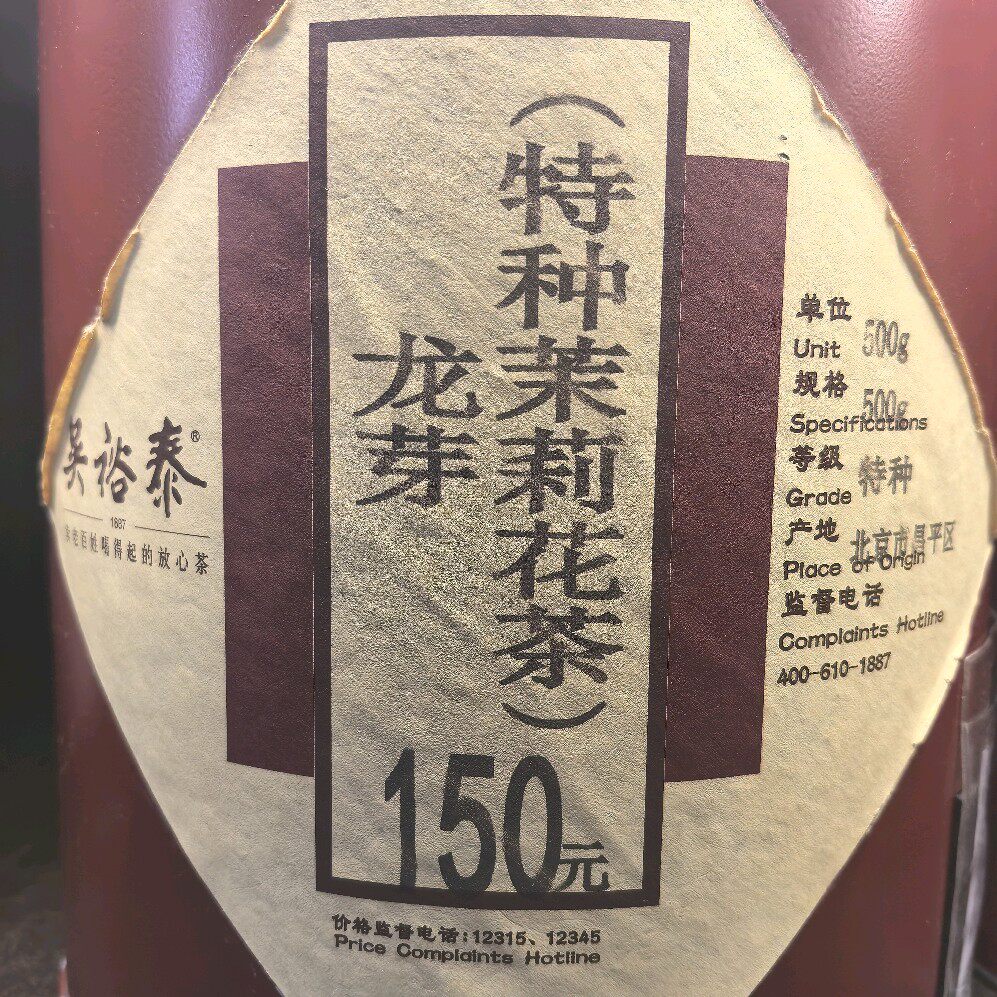 （特种茉莉花茶）
龙芽
150元
吴裕泰®
1887
百姓喝得起的放心茶
单位
Unit 500g
规格
Specifications 500g
等级
Grade 特种
产地
Place of Origin 北京市昌平区
监督电话
Complaints Hotline
400-610-1887
价格监督电话:12315、12345
Price Complaints Hotline